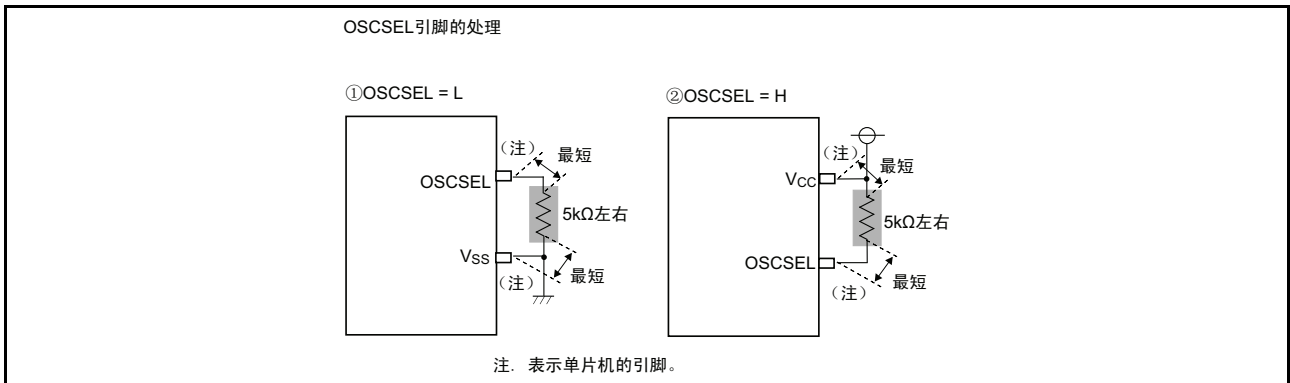 OSCSEL引脚的处理
①OSCSEL = L
（注）
最短
OSCSEL
5kΩ左右
VSS
（注）
最短
②OSCSEL = H
（注）
最短
VCC
5kΩ左右
OSCSEL
（注）
最短
注. 表示单片机的引脚。